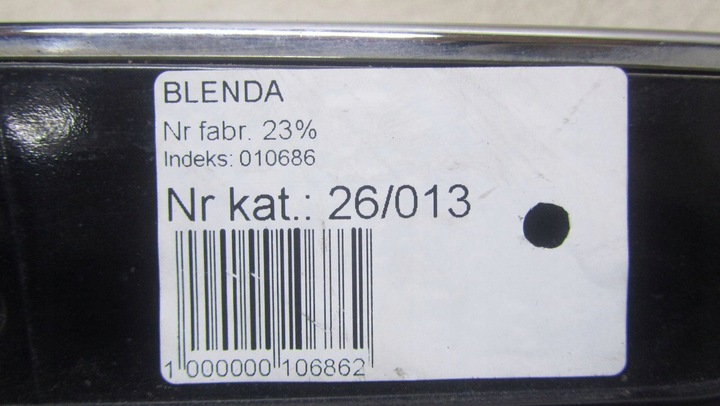 BLENDA
Nr fabr. 23%
Indeks: 010686
Nr kat.: 26/013
1 000000 106862